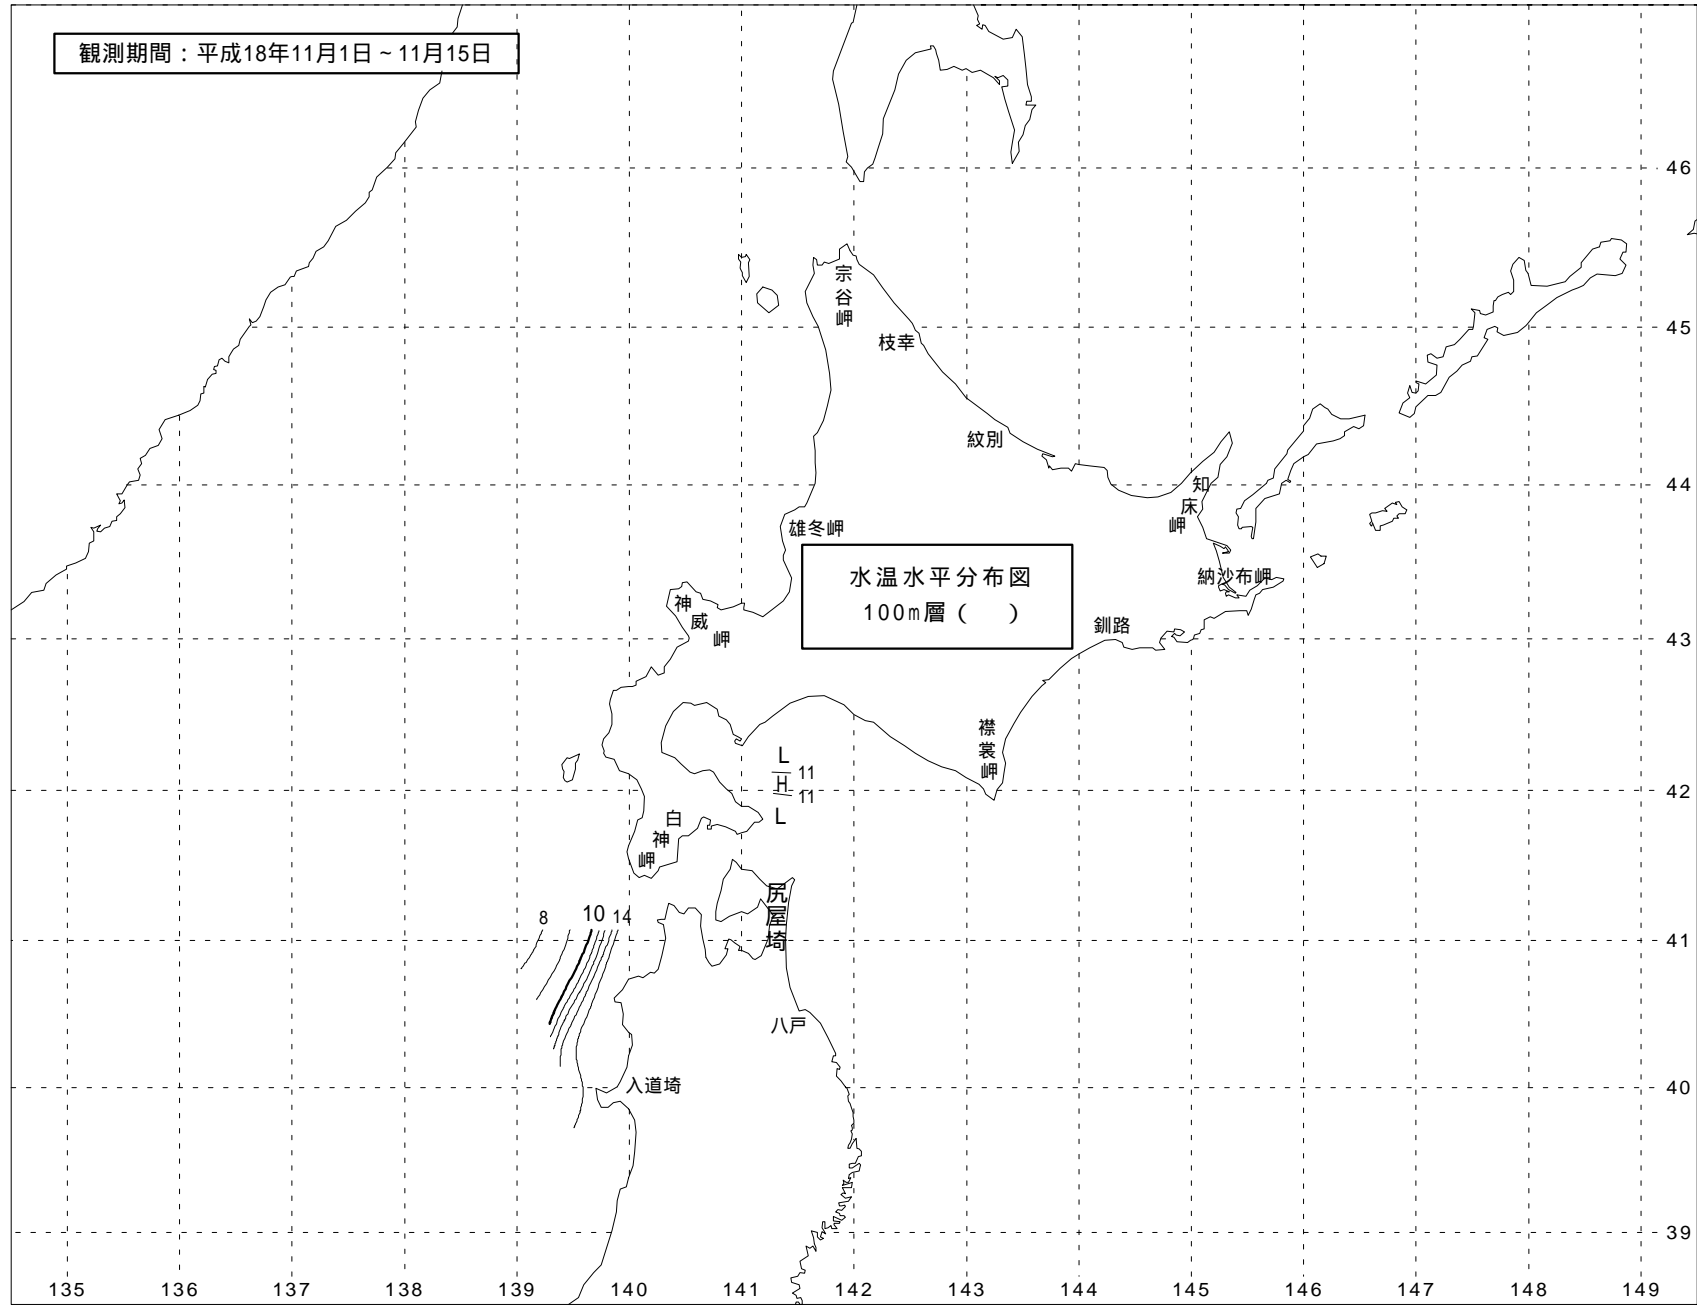 観測期間：平成18年11月1日～11月15日
46
宗谷岬
45
枝幸
紋別
44
知床岬
雄冬岬
水温水平分布図
100m層（　　）
納沙布岬
神威岬
釧路
43
襟裳岬
L
11
H
11
42
L
白神岬
尻屋埼
8 10 14
41
八戸
入道埼
40
39
135 136 137 138 139 140 141 142 143 144 145 146 147 148 149